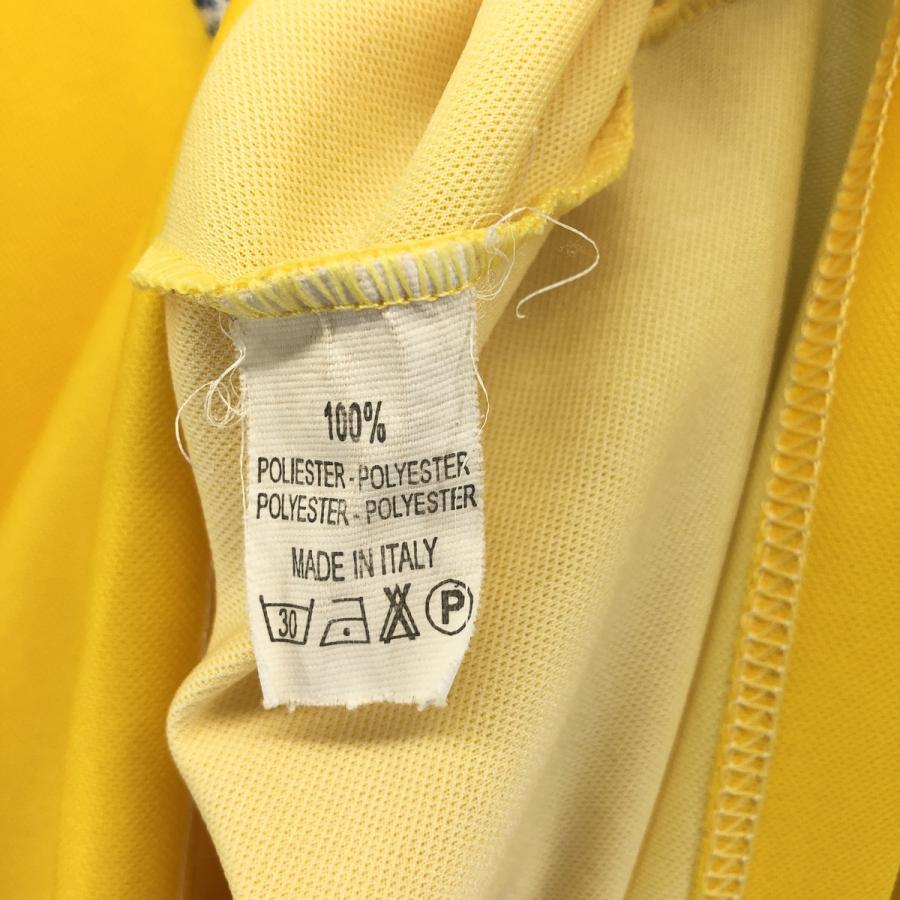 100%
POLIESTER - POLYESTER
POLYESTER - POLYESTER
MADE IN ITALY
30 P